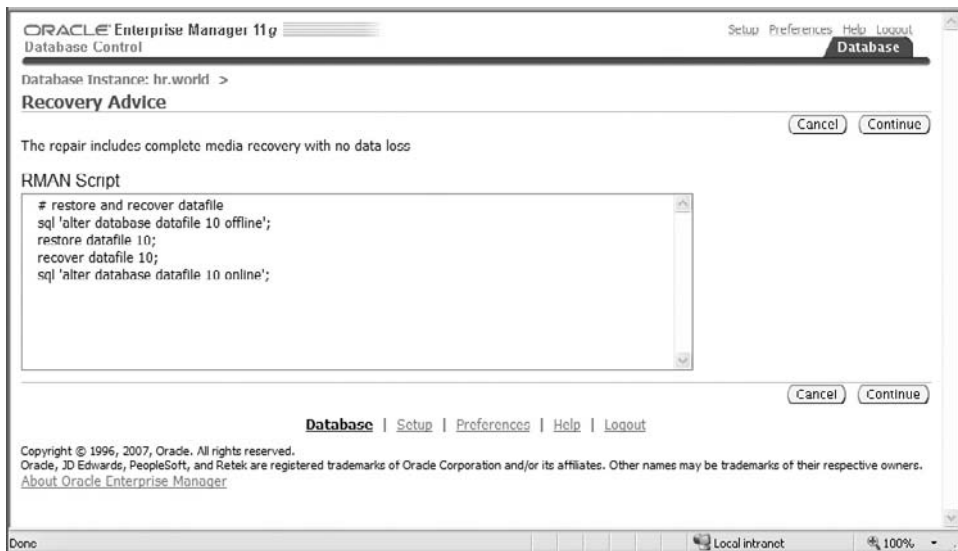 ORACLE Enterprise Manager 11g
Database Control
Setup Preferences Help Logout
Database
Database Instance: hr.world >
Recovery Advice
Cancel Continue
The repair includes complete media recovery with no data loss
RMAN Script
# restore and recover datafile
sql 'alter database datafile 10 offline';
restore datafile 10;
recover datafile 10;
sql 'alter database datafile 10 online';
Cancel Continue
Database | Setup | Preferences | Help | Logout
Copyright © 1996, 2007, Oracle. All rights reserved.
Oracle, JD Edwards, PeopleSoft, and Retek are registered trademarks of Oracle Corporation and/or its affiliates. Other names may be trademarks of their respective owners.
About Oracle Enterprise Manager
Done Local intranet 100%